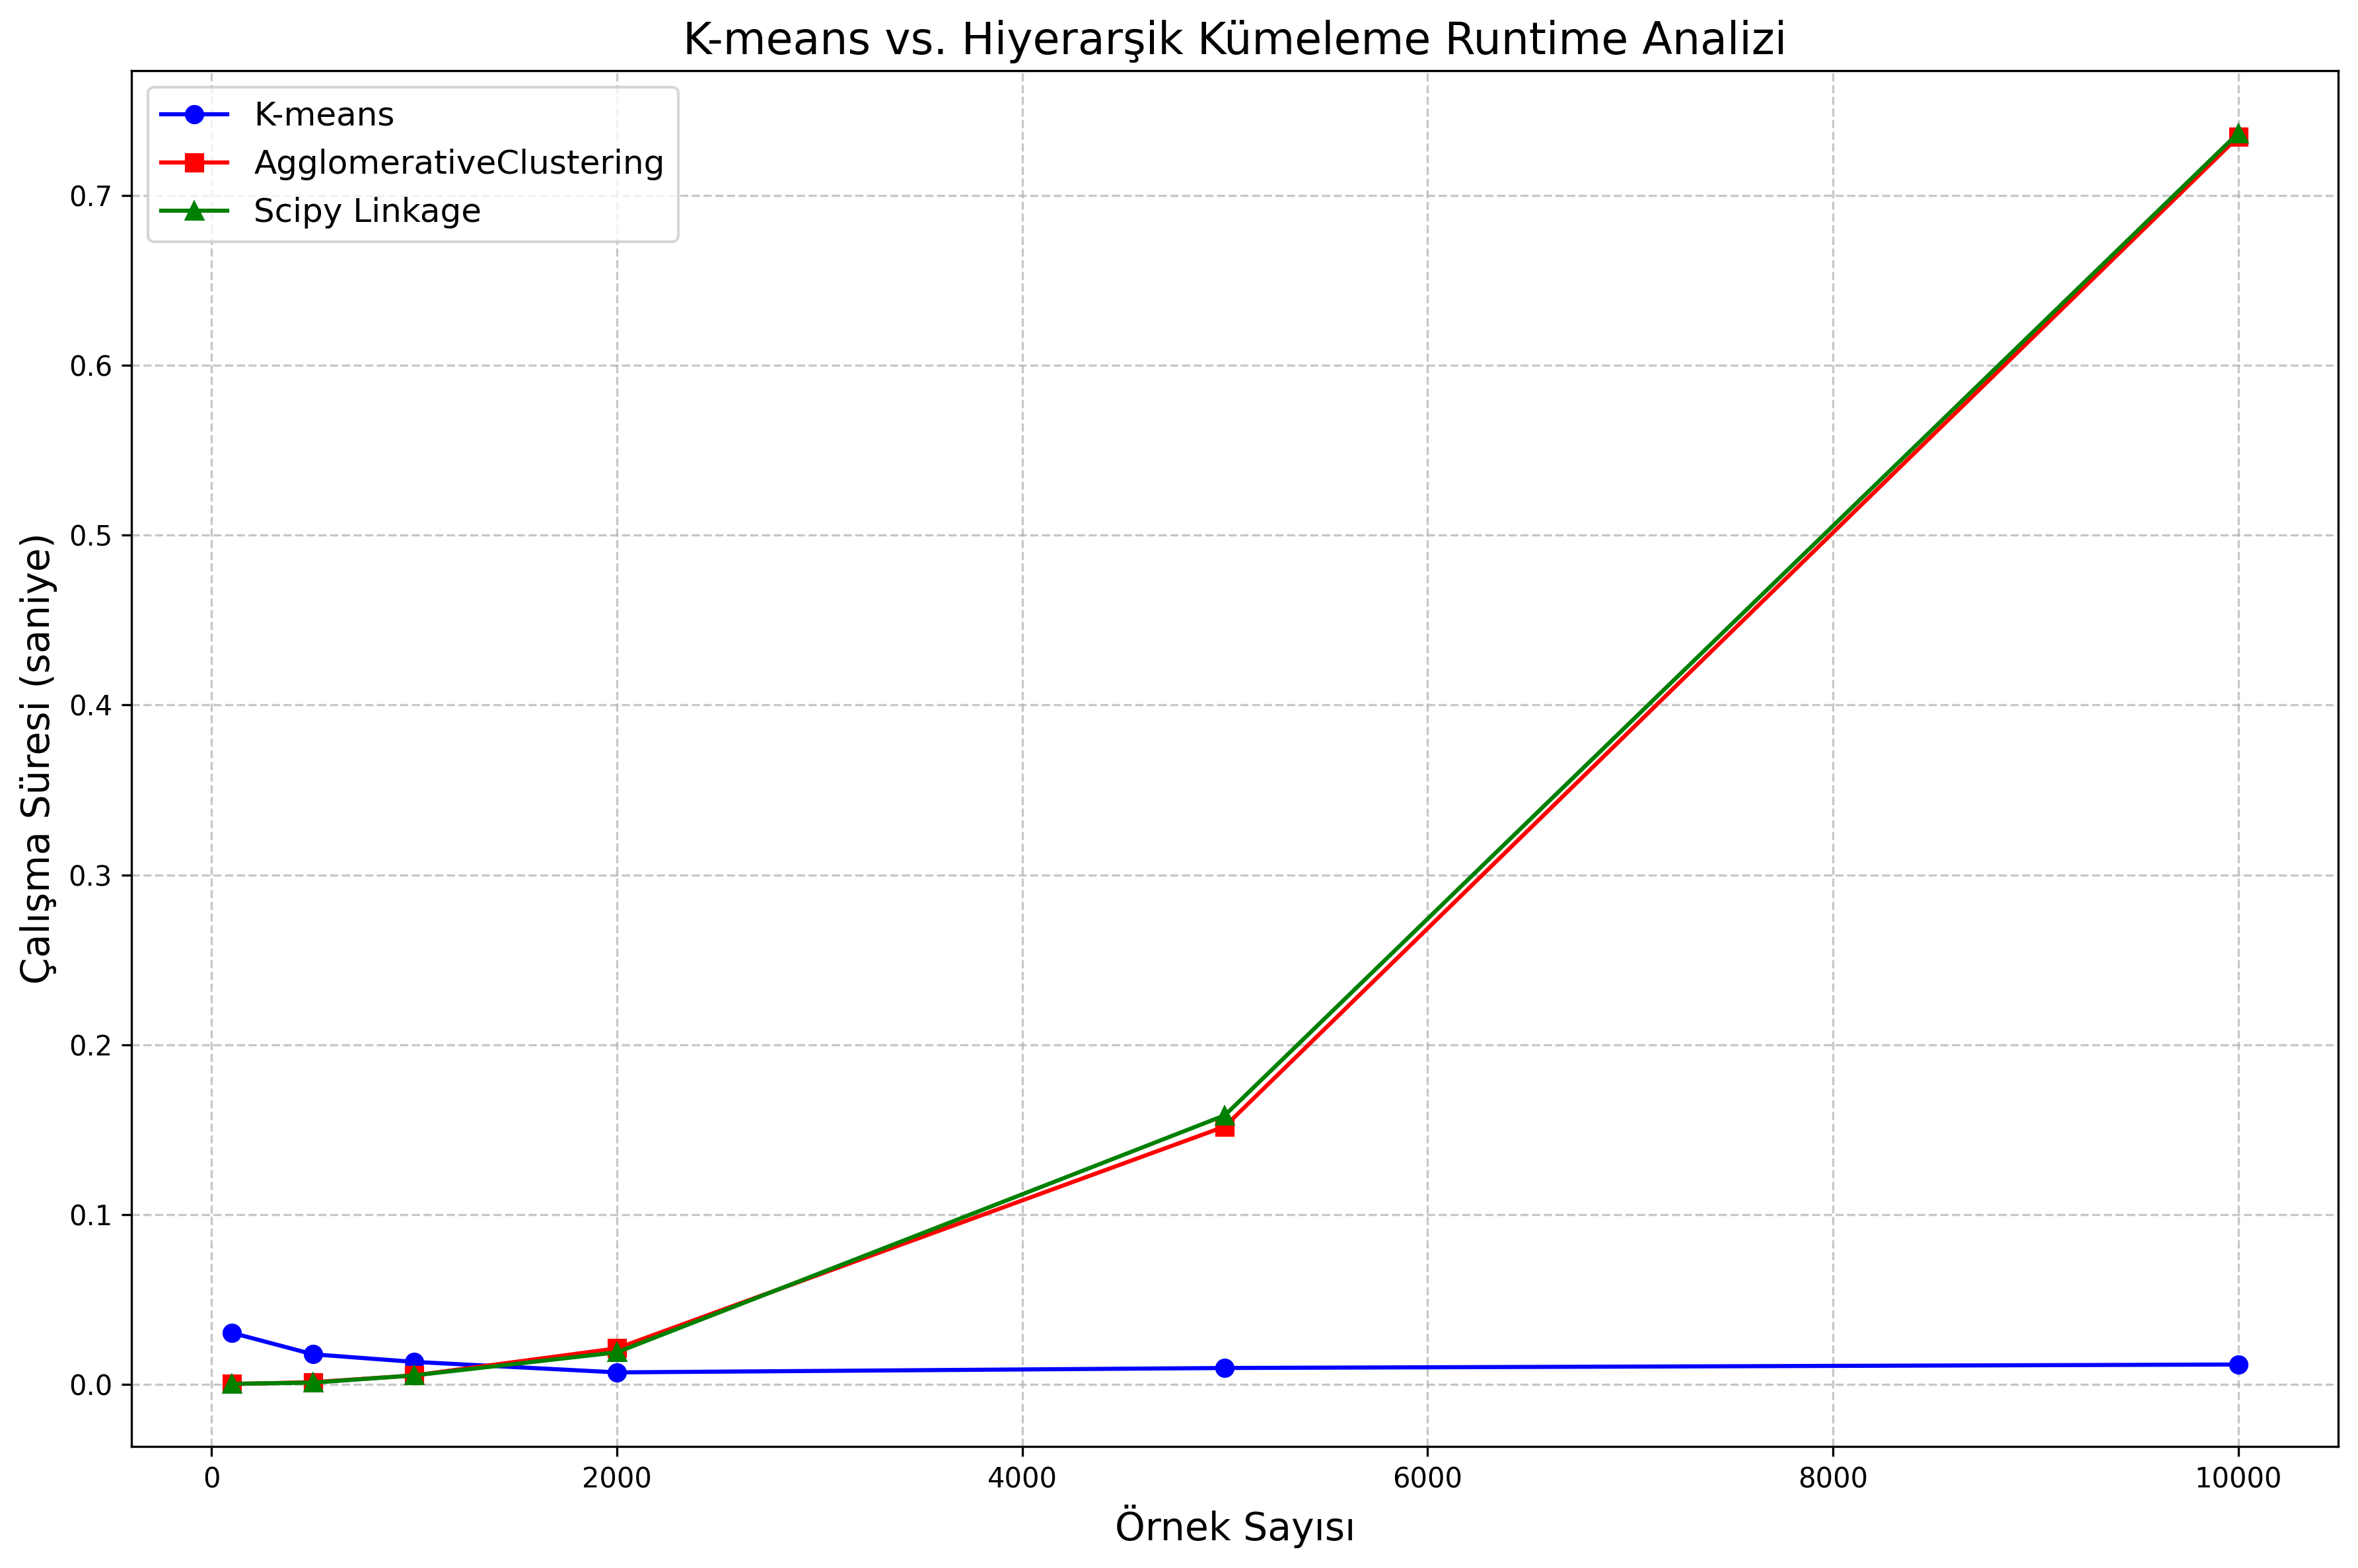 K-means vs. Hiyerarşik Kümeleme Runtime Analizi
K-means
AgglomerativeClustering
Scipy Linkage
Çalışma Süresi (saniye)
0.7
0.6
0.5
0.4
0.3
0.2
0.1
0.0
0 2000 4000 6000 8000 10000
Örnek Sayısı